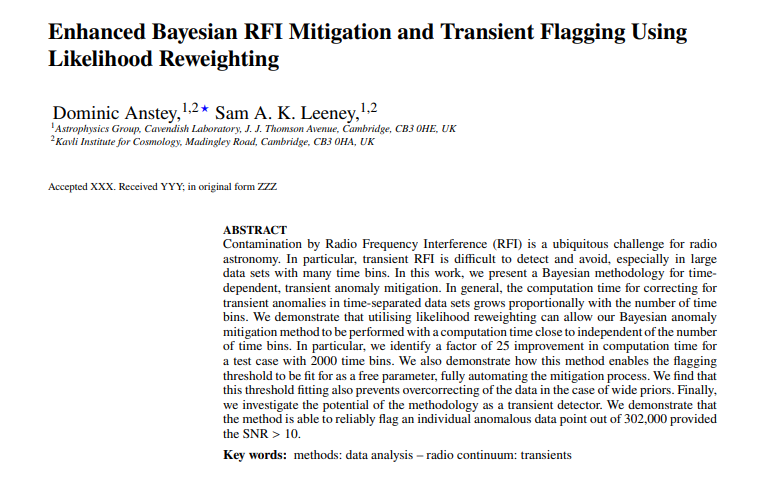 Enhanced Bayesian RFI Mitigation and Transient Flagging Using
Likelihood Reweighting
Dominic Anstey,1,2 ★ Sam A. K. Leeney,1,2
1Astrophysics Group, Cavendish Laboratory, J. J. Thomson Avenue, Cambridge, CB3 0HE, UK
2Kavli Institute for Cosmology, Madingley Road, Cambridge, CB3 0HA, UK
Accepted XXX. Received YYY; in original form ZZZ
ABSTRACT
Contamination by Radio Frequency Interference (RFI) is a ubiquitous challenge for radio
astronomy. In particular, transient RFI is difficult to detect and avoid, especially in large
data sets with many time bins. In this work, we present a Bayesian methodology for time-
dependent, transient anomaly mitigation. In general, the computation time for correcting for
transient anomalies in time-separated data sets grows proportionally with the number of time
bins. We demonstrate that utilising likelihood reweighting can allow our Bayesian anomaly
mitigation method to be performed with a computation time close to independent of the number
of time bins. In particular, we identify a factor of 25 improvement in computation time for
a test case with 2000 time bins. We also demonstrate how this method enables the flagging
threshold to be fit for as a free parameter, fully automating the mitigation process. We find that
this threshold fitting also prevents overcorrecting of the data in the case of wide priors. Finally,
we investigate the potential of the methodology as a transient detector. We demonstrate that
the method is able to reliably flag an individual anomalous data point out of 302,000 provided
the SNR > 10.
Key words: methods: data analysis – radio continuum: transients